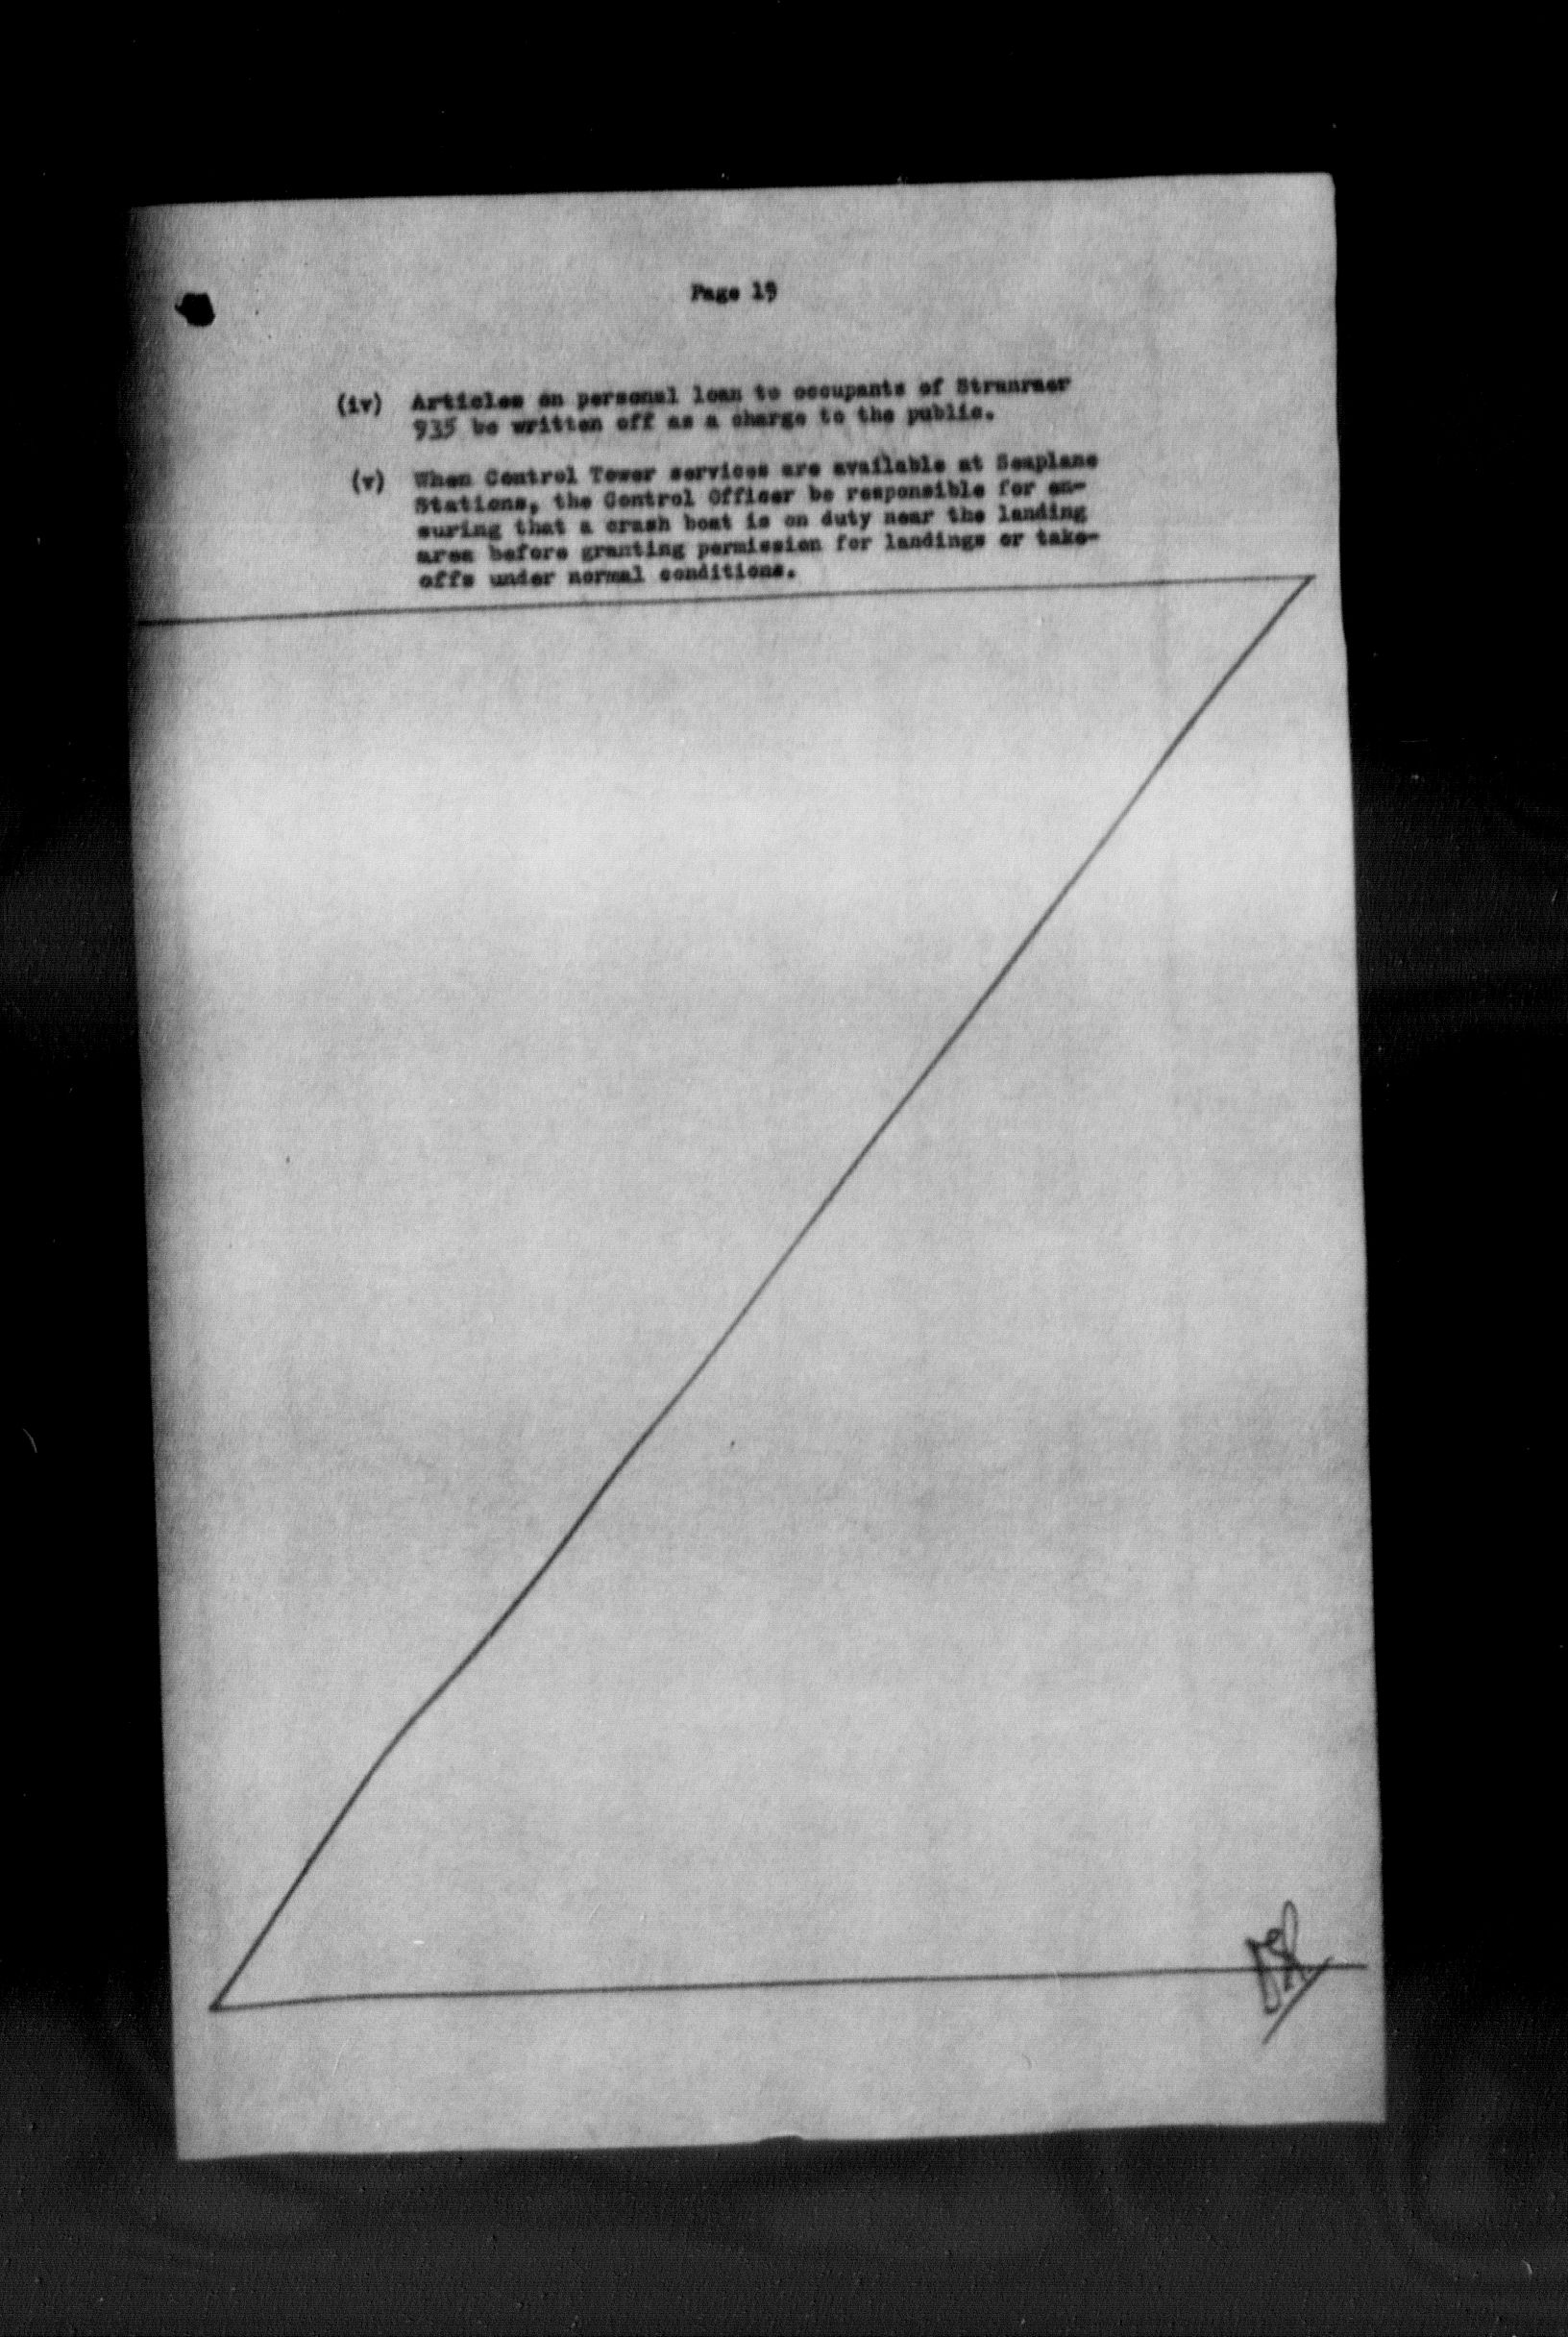 Page 19
(iv) Articles on personal loan to occupants of Stranraer
935 be written off as a charge to the public.
(v) When Control Tower services are available at Seaplane
Stations, the Control Officer be responsible for en-
suring that a crash boat is on duty near the landing
area before granting permission for landings or take-
offs under normal conditions.